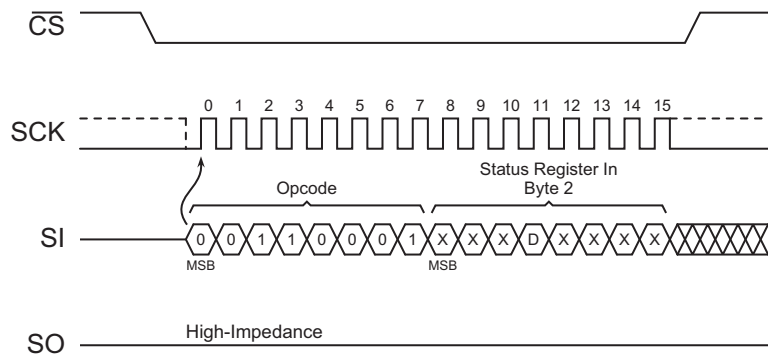 CS
0 1 2 3 4 5 6 7 8 9 10 11 12 13 14 15
SCK
Opcode
Status Register In
Byte 2
SI
0 0 1 1 0 0 0 1 X X X D X X X X
MSB MSB
High-Impedance
SO